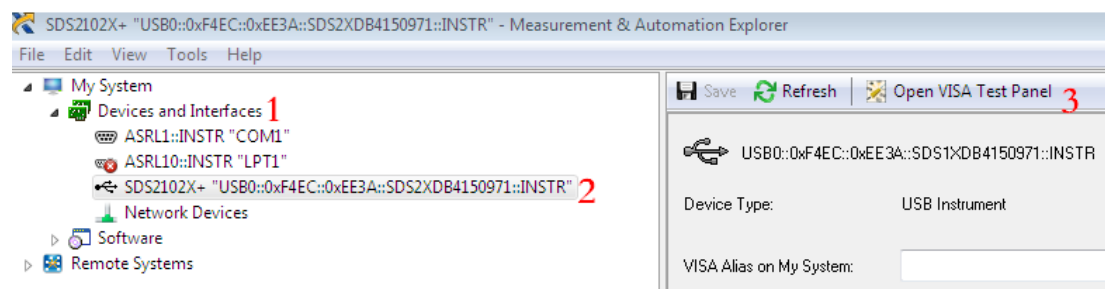 SDS2102X+ "USB0::0xF4EC::0xEE3A::SDS2XDB4150971::INSTR" - Measurement & Automation Explorer
File Edit View Tools Help
My System
Devices and Interfaces 1
ASRL1::INSTR "COM1"
ASRL10::INSTR "LPT1"
SDS2102X+ "USB0::0xF4EC::0xEE3A::SDS2XDB4150971::INSTR" 2
Network Devices
Software
Remote Systems
Save Refresh Open VISA Test Panel 3
USB0::0xF4EC::0xEE3A::SDS1XDB4150971::INSTR
Device Type: USB Instrument
VISA Alias on My System: